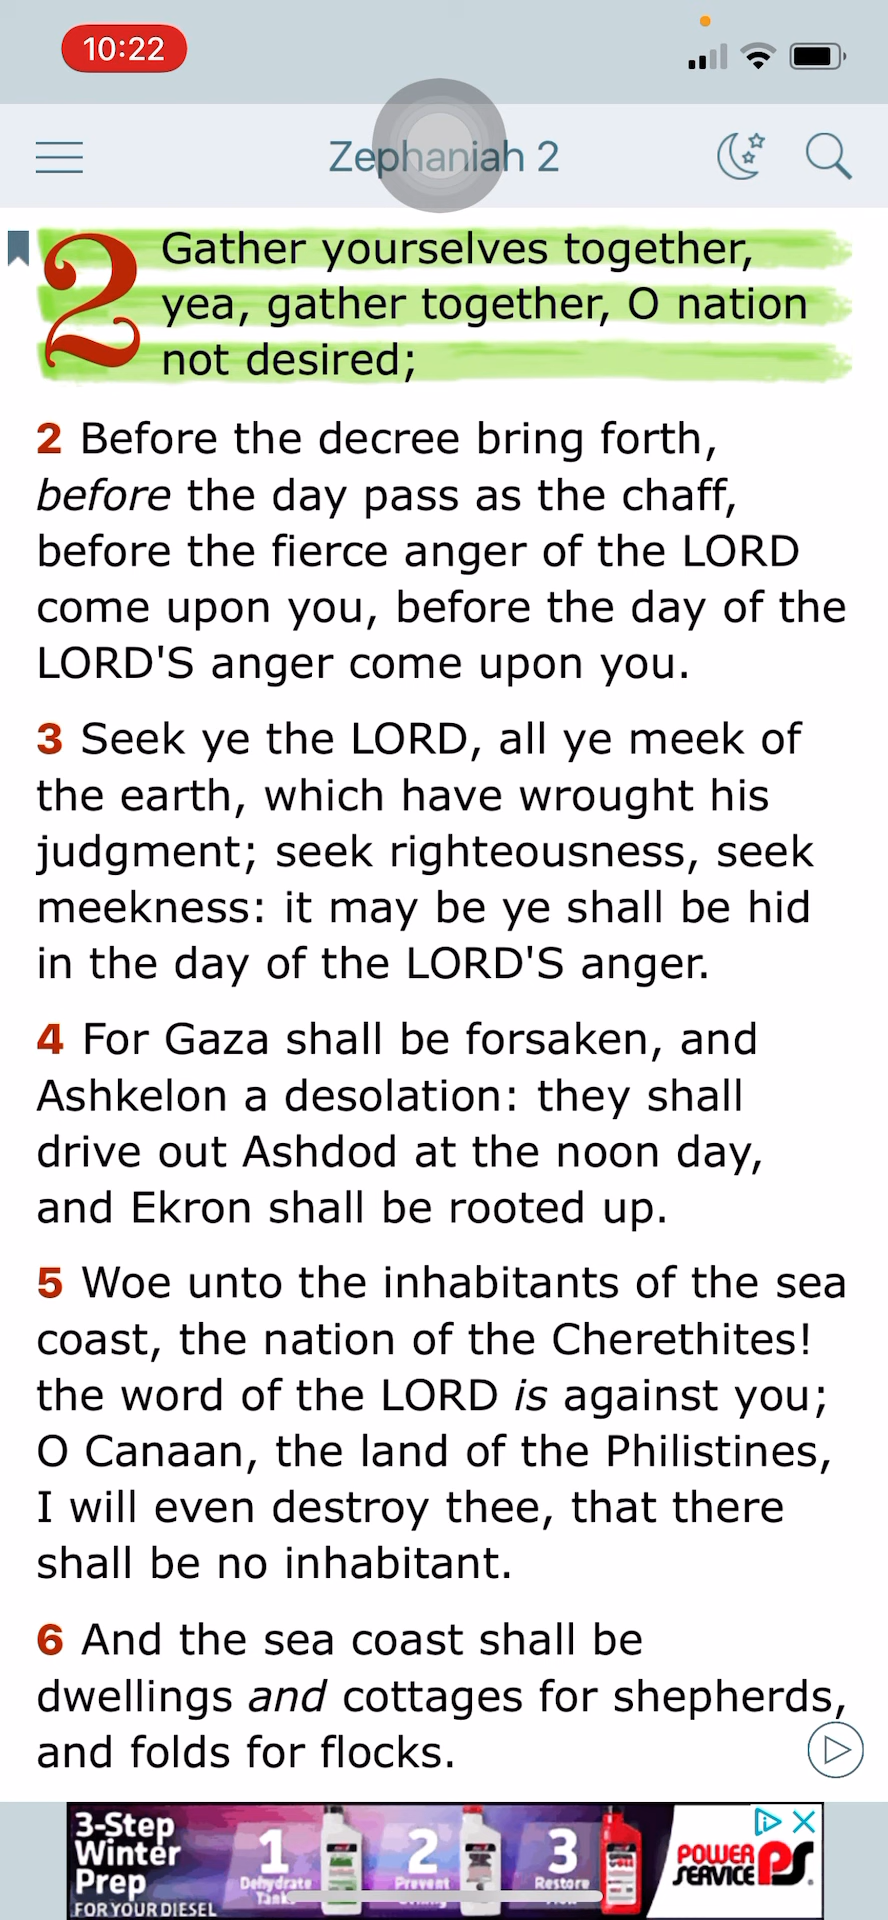 10:22
Zephaniah 2
2 Gather yourselves together,
yea, gather together, O nation
not desired;
2 Before the decree bring forth,
before the day pass as the chaff,
before the fierce anger of the LORD
come upon you, before the day of the
LORD'S anger come upon you.
3 Seek ye the LORD, all ye meek of
the earth, which have wrought his
judgment; seek righteousness, seek
meekness: it may be ye shall be hid
in the day of the LORD'S anger.
4 For Gaza shall be forsaken, and
Ashkelon a desolation: they shall
drive out Ashdod at the noon day,
and Ekron shall be rooted up.
5 Woe unto the inhabitants of the sea
coast, the nation of the Cherethites!
the word of the LORD is against you;
O Canaan, the land of the Philistines,
I will even destroy thee, that there
shall be no inhabitant.
6 And the sea coast shall be
dwellings and cottages for shepherds,
and folds for flocks.
3-Step
Winter
Prep
FOR YOUR DIESEL
1
Dehydrate
Tanks
2
Prevent
3
Restore
POWER
SERVICE
PS